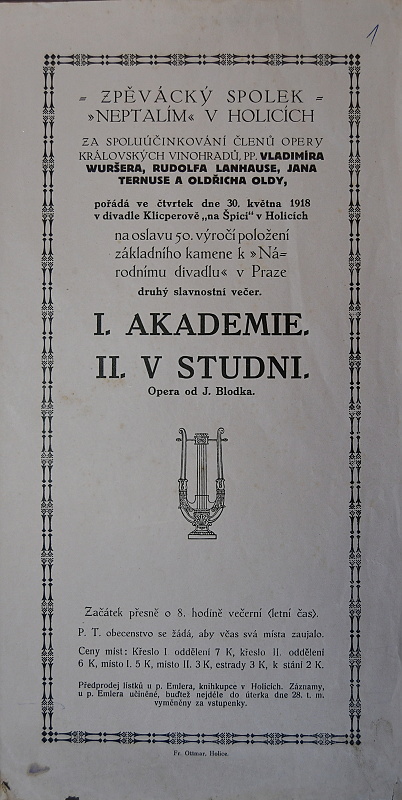 1
= ZPĚVÁCKÝ SPOLEK =
»NEPTALÍM« V HOLICÍCH
ZA SPOLUÚČINKOVÁNÍ ČLENŮ OPERY
KRÁLOVSKÝCH VINOHRADŮ, PP. VLADIMÍRA
WURŠERA, RUDOLFA LANHAUSE, JANA
TERNUSE A OLDŘICHA OLDY,
pořádá ve čtvrtek dne 30. května 1918
v divadle Klicperově „na Špici" v Holicích
na oslavu 50. výročí položení
základního kamene k »Ná=
rodnímu divadlu« v Praze
druhý slavnostní večer.
I. AKADEMIE.
II. V STUDNI.
Opera od J. Blodka.
Začátek přesně o 8. hodině večerní (letní čas).
P. T. obecenstvo se žádá, aby včas svá místa zaujalo.
Ceny míst: Křeslo I. oddělení 7 K, křeslo II. oddělení
6 K, místo I. 5 K, místo II. 3 K, estrady 3 K, k stání 2 K.
Předprodej lístků u p. Emlera, knihkupce v Holicích. Záznamy,
u p. Emlera učiněné, buďtež nejdéle do úterka dne 28. t. m.
vyměněny za vstupenky.
Fr. Ottmar, Holice.